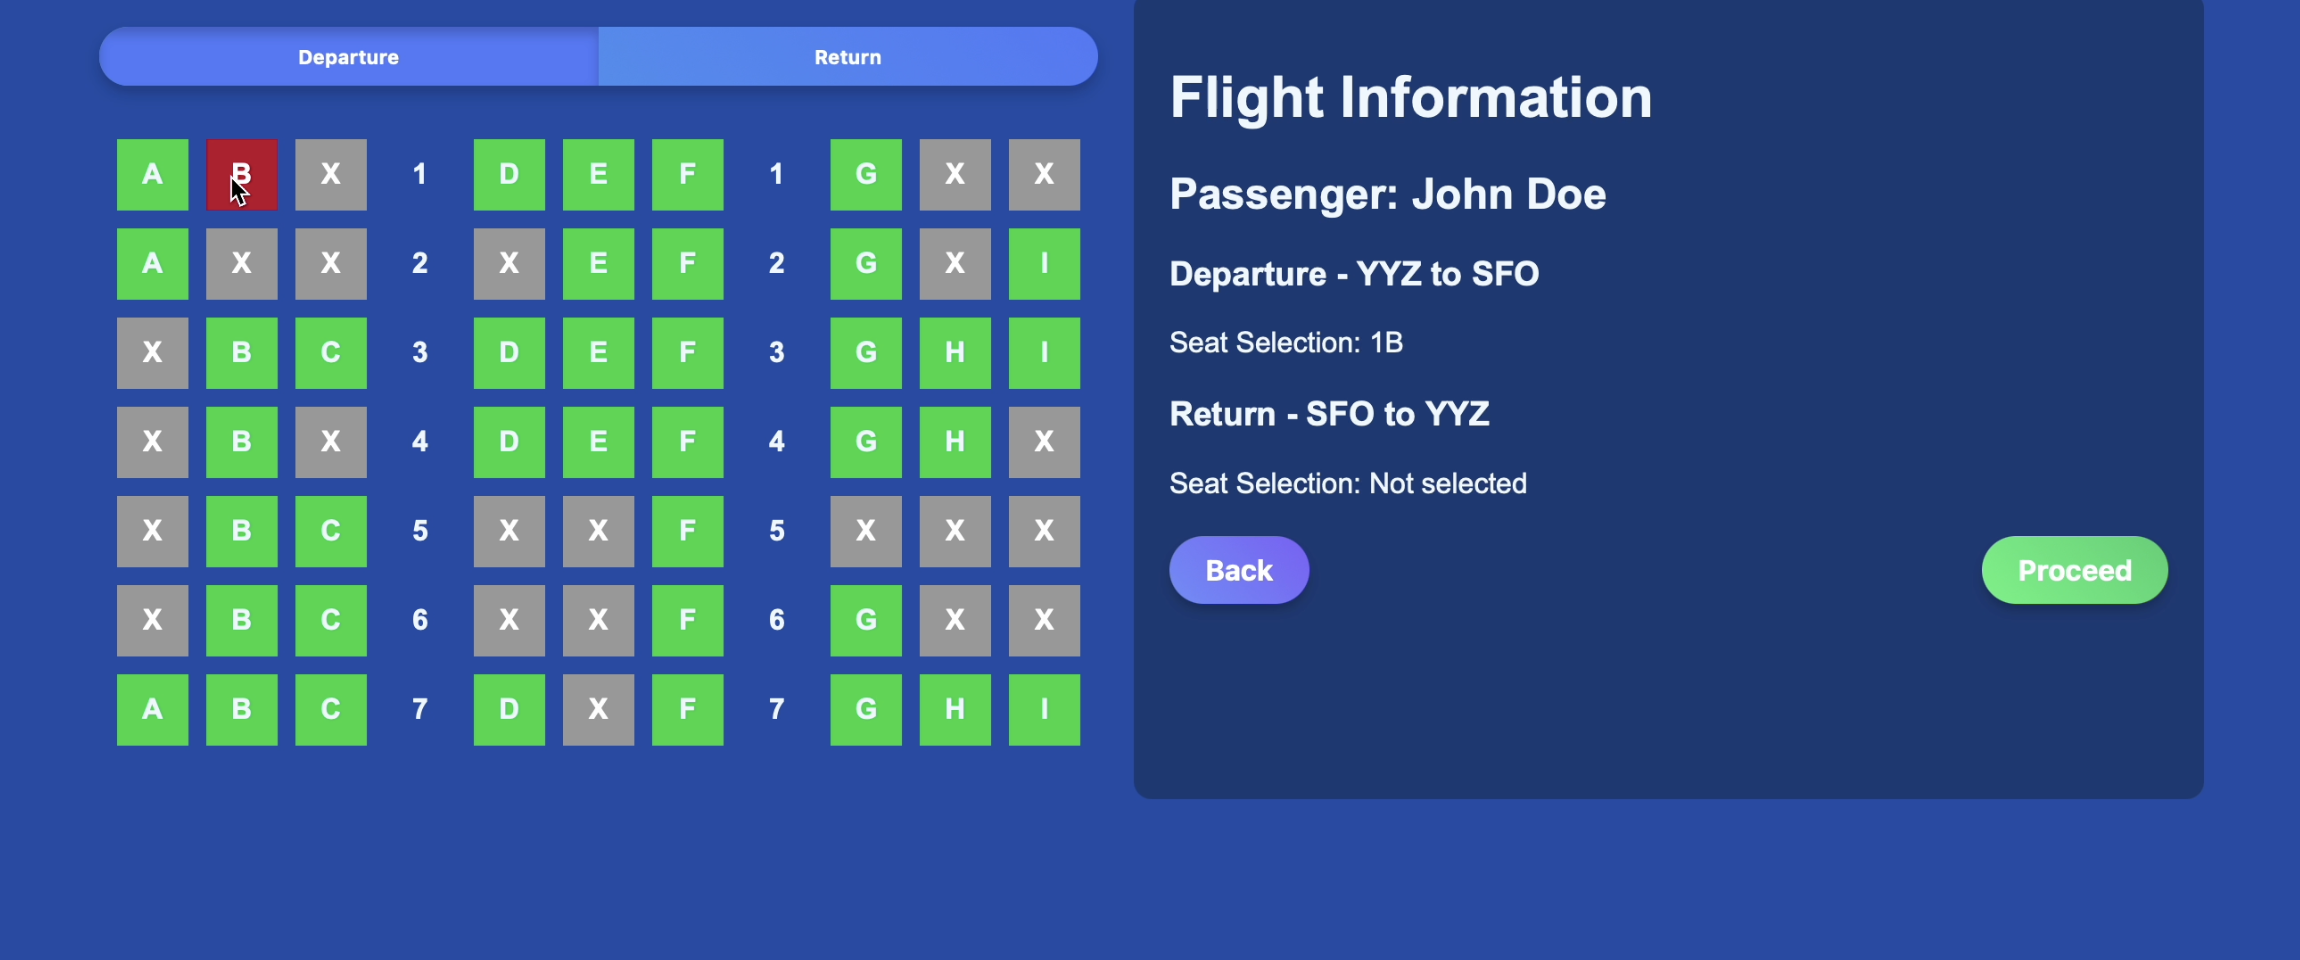 Departure Return
A B X 1 D E F 1 G X X
A X X 2 X E F 2 G X I
X B C 3 D E F 3 G H I
X B X 4 D E F 4 G H X
X B C 5 X X F 5 X X X
X B C 6 X X F 6 G X X
A B C 7 D X F 7 G H I
Flight Information
Passenger: John Doe
Departure - YYZ to SFO
Seat Selection: 1B
Return - SFO to YYZ
Seat Selection: Not selected
Back Proceed